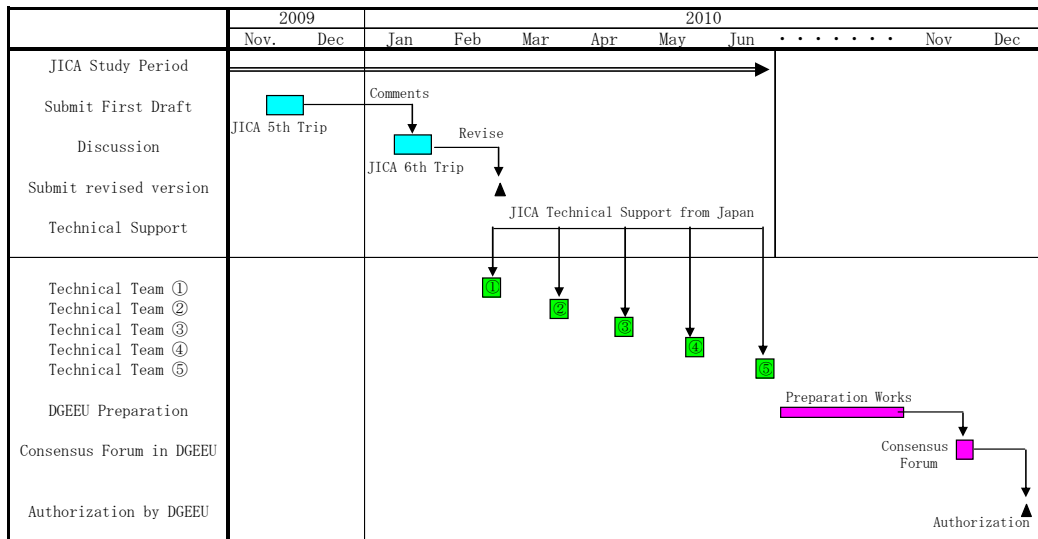 2009 2010
Nov. Dec Jan Feb Mar Apr May Jun ・・・・・・・ Nov Dec
JICA Study Period
Comments
Submit First Draft
JICA 5th Trip
Revise
Discussion
JICA 6th Trip
Submit revised version
JICA Technical Support from Japan
Technical Support
Technical Team ① ①
Technical Team ② ②
Technical Team ③ ③
Technical Team ④ ④
Technical Team ⑤ ⑤
Preparation Works
DGEEU Preparation
Consensus Forum in DGEEU
Consensus
Forum
Authorization by DGEEU
Authorization